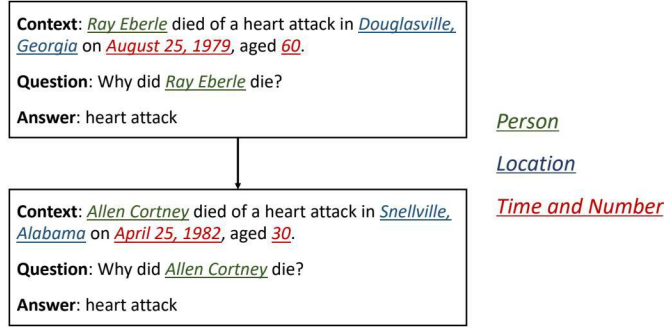 Context: Ray Eberle died of a heart attack in Douglasville,
Georgia on August 25, 1979, aged 60.
Question: Why did Ray Eberle die?
Answer: heart attack
Person
Location
Time and Number
Context: Allen Cortney died of a heart attack in Snellville,
Alabama on April 25, 1982, aged 30.
Question: Why did Allen Cortney die?
Answer: heart attack